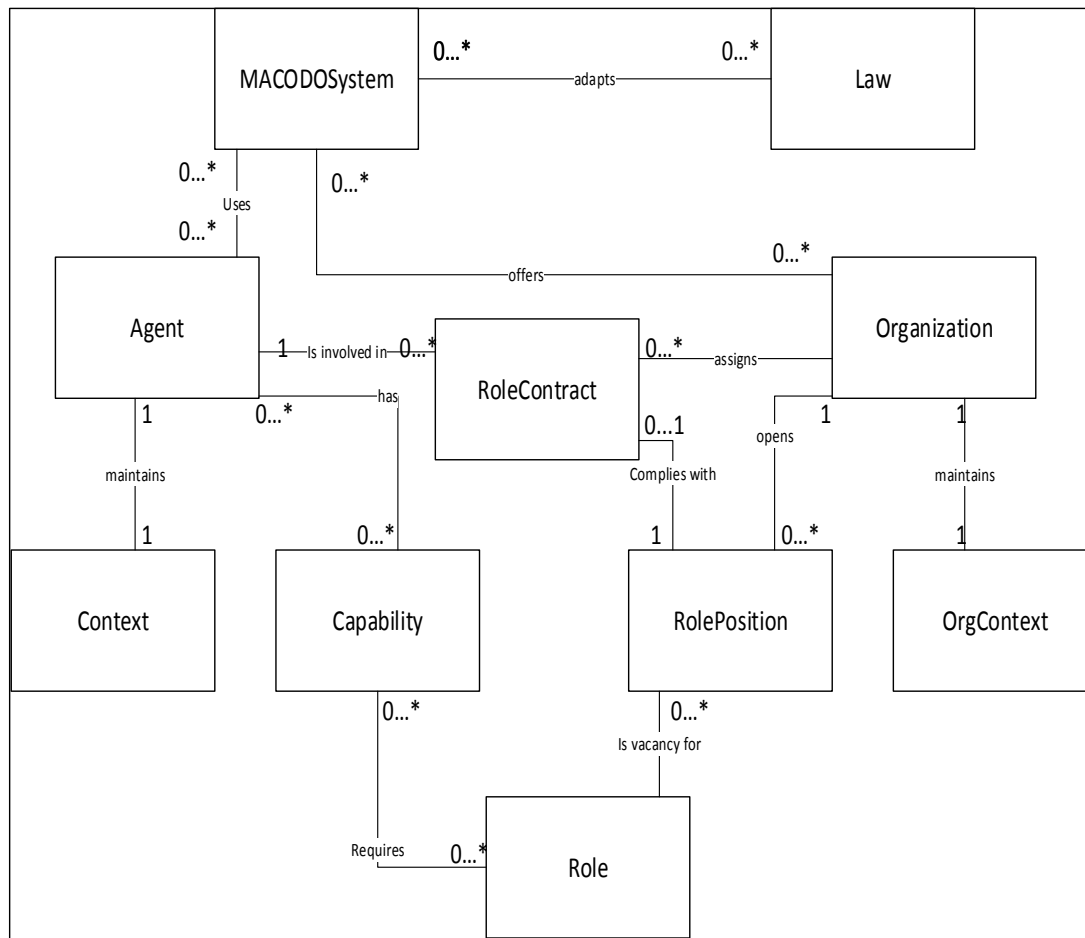 0...*
0...*
MACODOSystem
adapts
Law
0...*
0...*
Uses
0...*
0...*
offers
Agent
Organization
1
Is involved in
0...*
0...*
assigns
RoleContract
has
0...*
1
0...1
1
1
opens
maintains
Complies with
maintains
1
0...*
1
0...*
1
Context
Capability
RolePosition
OrgContext
0...*
0...*
Is vacancy for
Requires
0...*
Role